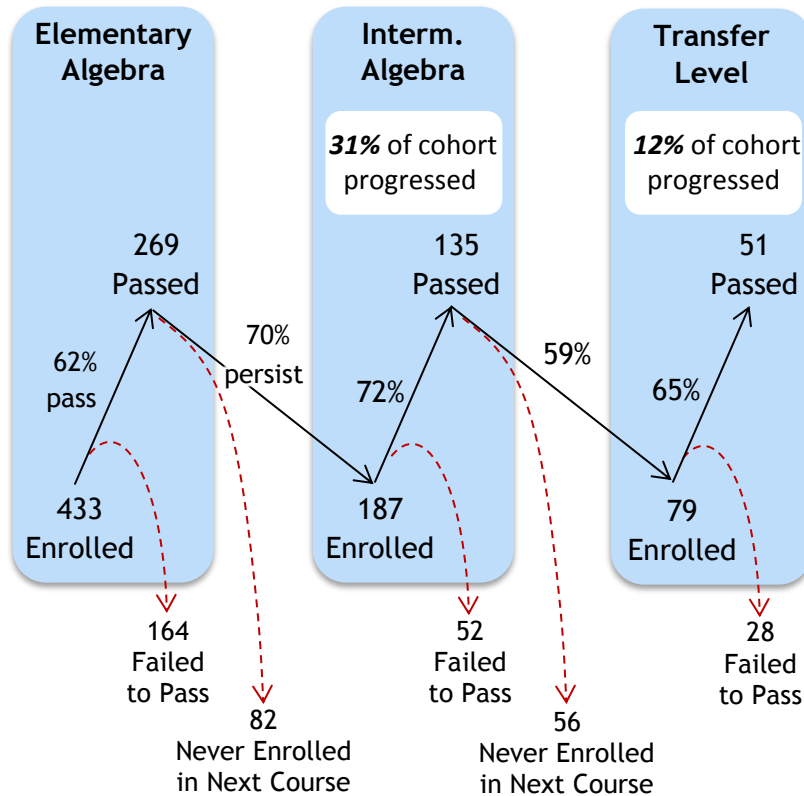 Elementary
Algebra
Interm.
Algebra
Transfer
Level
31% of cohort
progressed
12% of cohort
progressed
269
Passed
135
Passed
51
Passed
62%
pass
70%
persist
72%
59%
65%
433
Enrolled
187
Enrolled
79
Enrolled
164
Failed
to Pass
52
Failed
to Pass
28
Failed
to Pass
82
Never Enrolled
in Next Course
56
Never Enrolled
in Next Course